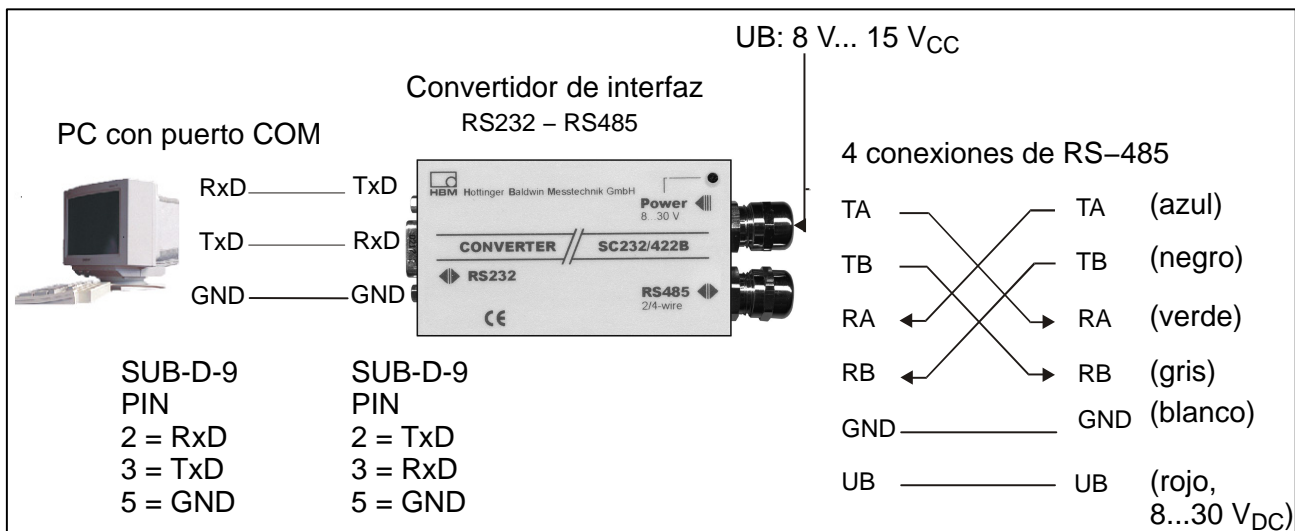 UB: 8 V... 15 VCC
Convertidor de interfaz
RS232 – RS485
PC con puerto COM
4 conexiones de RS–485
RxD TxD
TxD RxD
GND GND
HBM Hottinger Baldwin Messtechnik GmbH
Power
8...30 V
CONVERTER SC232/422B
RS232
RS485
2/4-wire
CE
TA TA (azul)
TB TB (negro)
RA RA (verde)
RB RB (gris)
GND GND (blanco)
UB UB (rojo,
8...30 VDC)
SUB-D-9
PIN
2 = RxD
3 = TxD
5 = GND
SUB-D-9
PIN
2 = TxD
3 = RxD
5 = GND